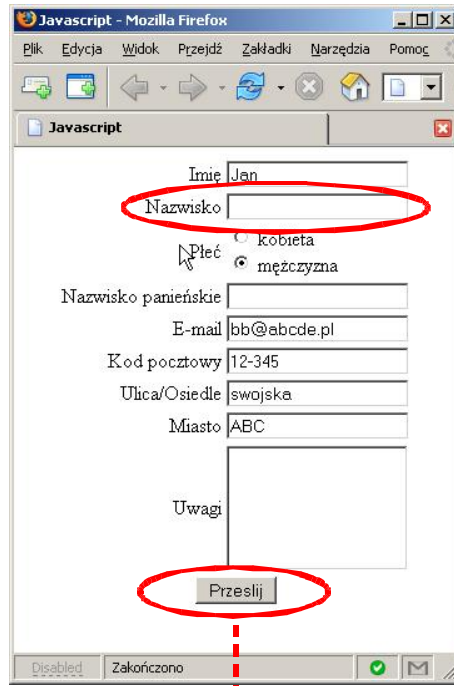 Javascript - Mozilla Firefox
Plik Edycja Widok Przejdź Zakładki Narzędzia Pomoc
Javascript
Imię Jan
Nazwisko
Płeć kobieta
mężczyzna
Nazwisko panieńskie
E-mail bb@abcde.pl
Kod pocztowy 12-345
Ulica/Osiedle swojska
Miasto ABC
Uwagi
Przeslij
Disabled Zakończono